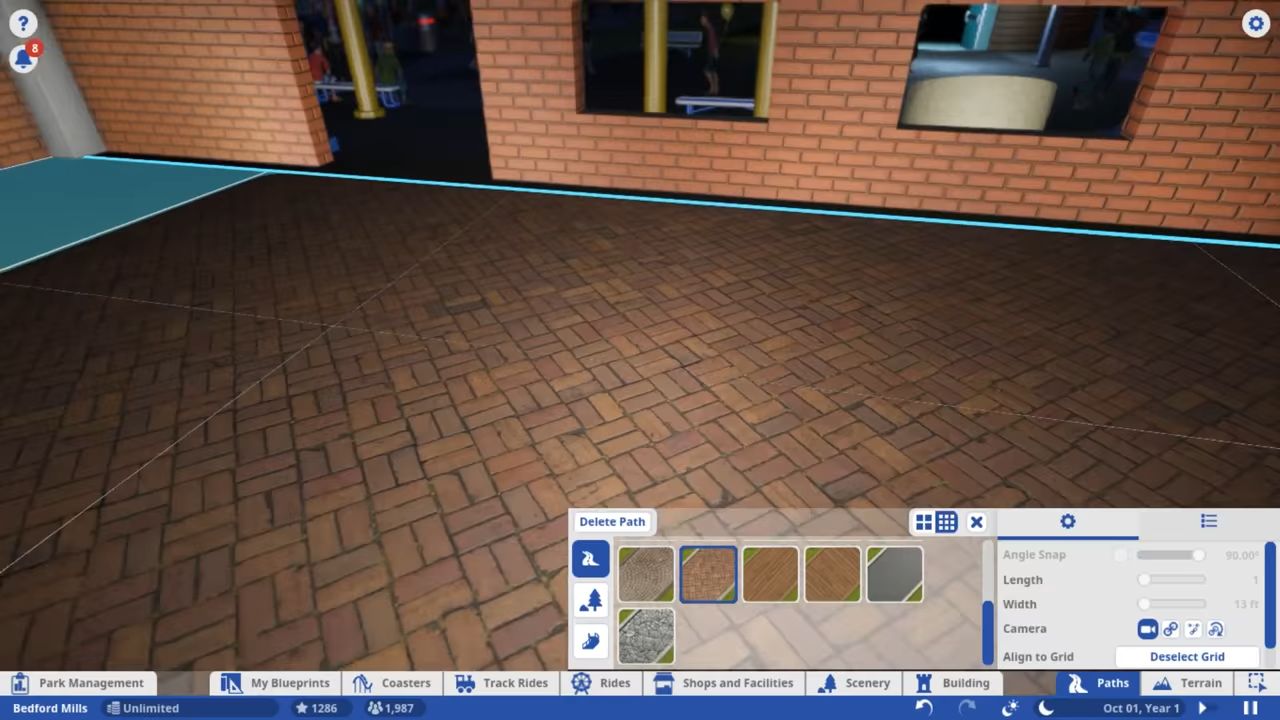 ?
8
Delete Path
Angle Snap 90.00°
Length 1
Width 13 ft
Camera
Align to Grid Deselect Grid
Park Management My Blueprints Coasters Track Rides Rides Shops and Facilities Scenery Building Paths Terrain
Bedford Mills Unlimited 1286 1,987 Oct 01, Year 1